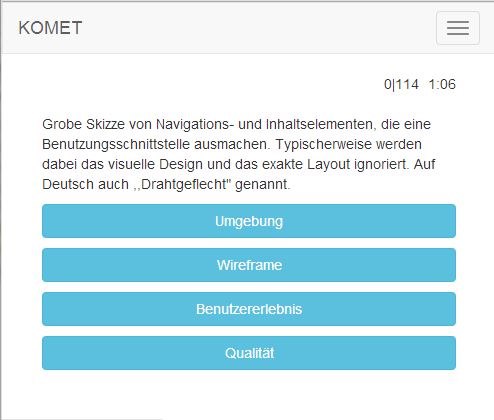 KOMET
0|114 1:06
Grobe Skizze von Navigations- und Inhaltselementen, die eine
Benutzungsschnittstelle ausmachen. Typischerweise werden
dabei das visuelle Design und das exakte Layout ignoriert. Auf
Deutsch auch ,,Drahtgeflecht" genannt.
Umgebung
Wireframe
Benutzererlebnis
Qualität